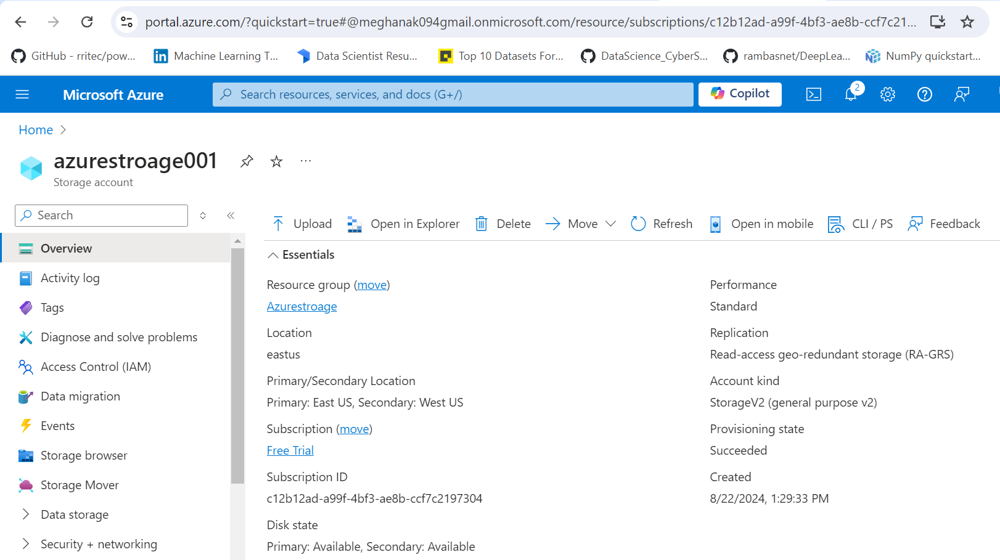 portal.azure.com/?quickstart=true#@meghanak094gmail.onmicrosoft.com/resource/subscriptions/c12b12ad-a99f-4bf3-ae8b-ccf7c21...
GitHub - rritec/pow... Machine Learning T... Data Scientist Resu... Top 10 Datasets For... DataScience_CyberS... rambasnet/DeepLea... NumPy quickstart...
Microsoft Azure Search resources, services, and docs (G+/) Copilot 2
Home
azurestroage001 ...
Storage account
Search
Upload Open in Explorer Delete Move Refresh Open in mobile CLI / PS Feedback
Overview
Activity log
Tags
Diagnose and solve problems
Access Control (IAM)
Data migration
Events
Storage browser
Storage Mover
Data storage
Security + networking
Essentials
Resource group (move)
Azurestroage
Location
eastus
Primary/Secondary Location
Primary: East US, Secondary: West US
Subscription (move)
Free Trial
Subscription ID
c12b12ad-a99f-4bf3-ae8b-ccf7c2197304
Disk state
Primary: Available, Secondary: Available
Performance
Standard
Replication
Read-access geo-redundant storage (RA-GRS)
Account kind
StorageV2 (general purpose v2)
Provisioning state
Succeeded
Created
8/22/2024, 1:29:33 PM